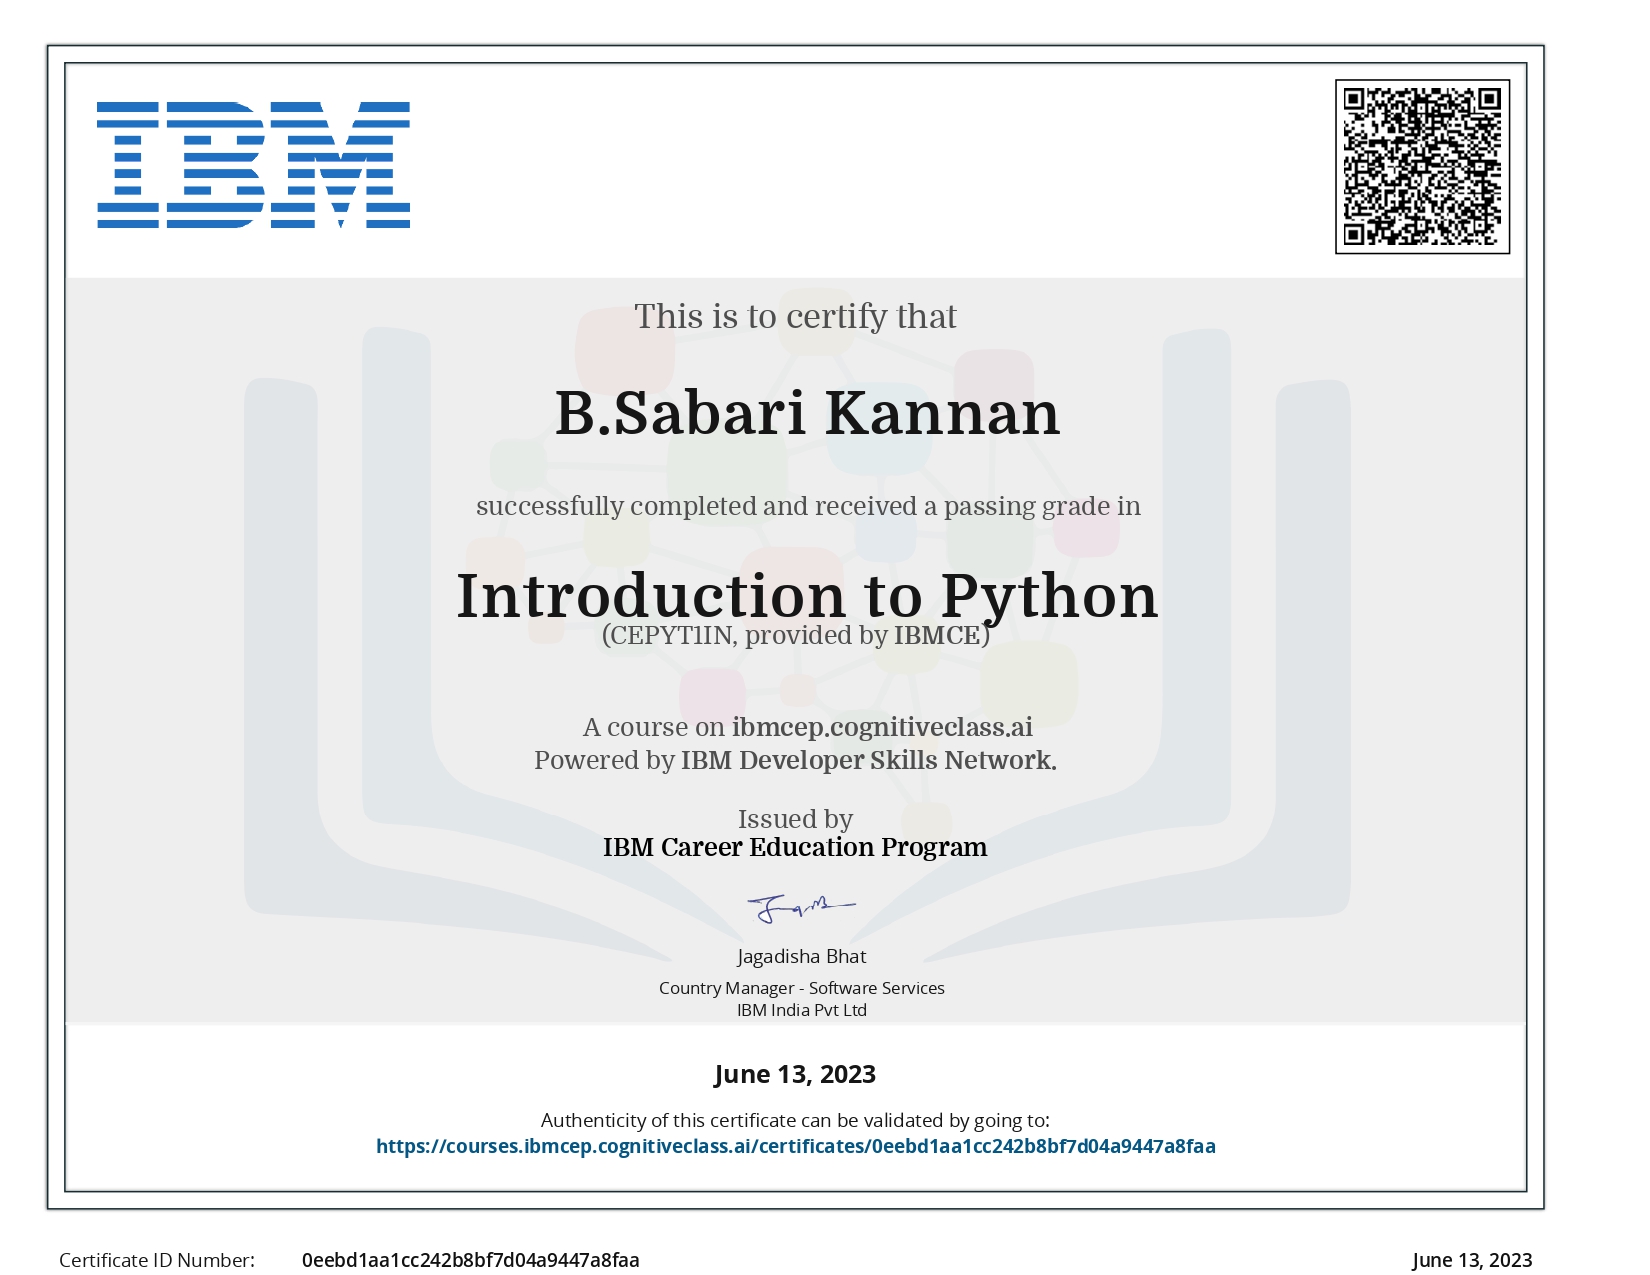 IBM
This is to certify that
B.Sabari Kannan
successfully completed and received a passing grade in
Introduction to Python
(CEPYT1IN, provided by IBMCE)
A course on ibmcep.cognitiveclass.ai
Powered by IBM Developer Skills Network.
Issued by
IBM Career Education Program
Jagadisha Bhat
Country Manager - Software Services
IBM India Pvt Ltd
June 13, 2023
Authenticity of this certificate can be validated by going to:
https://courses.ibmcep.cognitiveclass.ai/certificates/0eebd1aa1cc242b8bf7d04a9447a8faa
Certificate ID Number: 0eebd1aa1cc242b8bf7d04a9447a8faa June 13, 2023